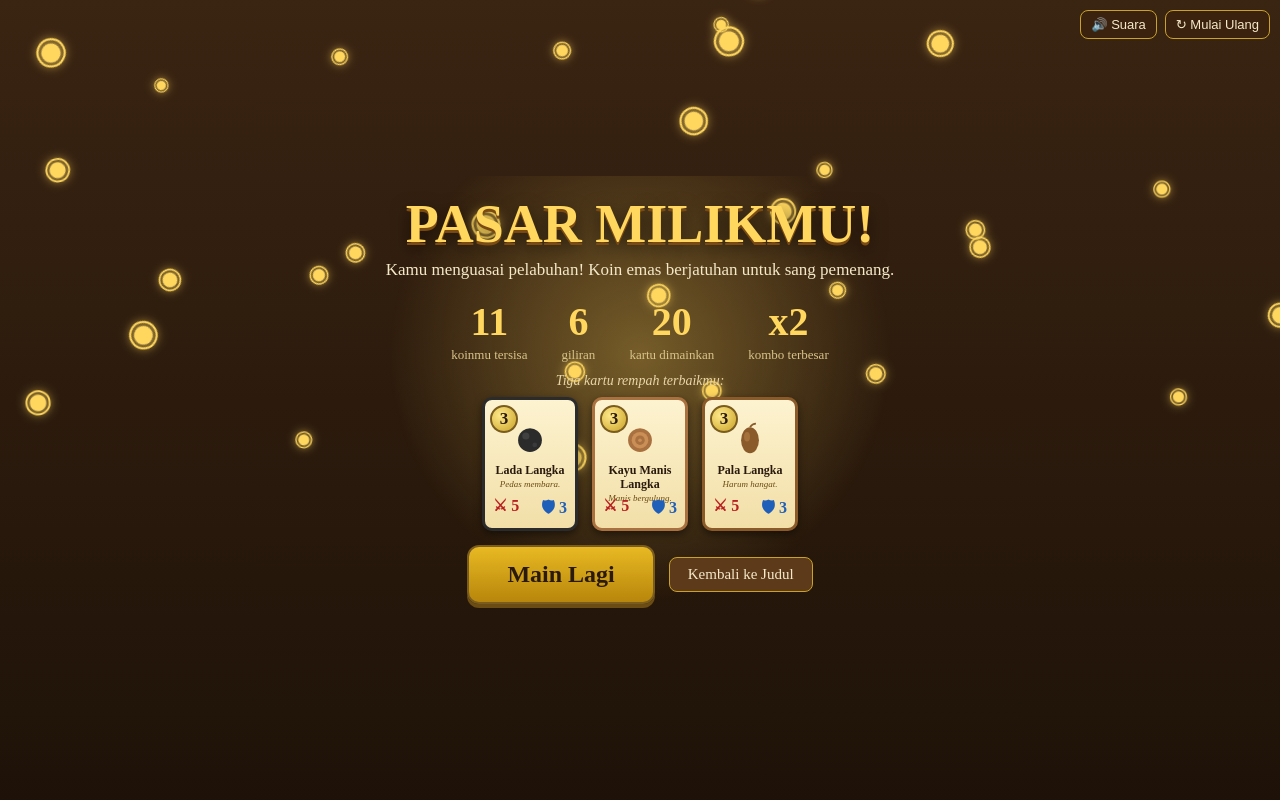 🔊 Suara
↻ Mulai Ulang
PASAR MILIKMU!
Kamu menguasai pelabuhan! Koin emas berjatuhan untuk sang pemenang.
11
koinmu tersisa
6
giliran
20
kartu dimainkan
x2
kombo terbesar
Tiga kartu rempah terbaikmu:
3
Lada Langka
Pedas membara.
⚔ 5
3
3
Kayu Manis
Langka
Manis bergulung.
⚔ 5
3
3
Pala Langka
Harum hangat.
⚔ 5
3
Main Lagi
Kembali ke Judul